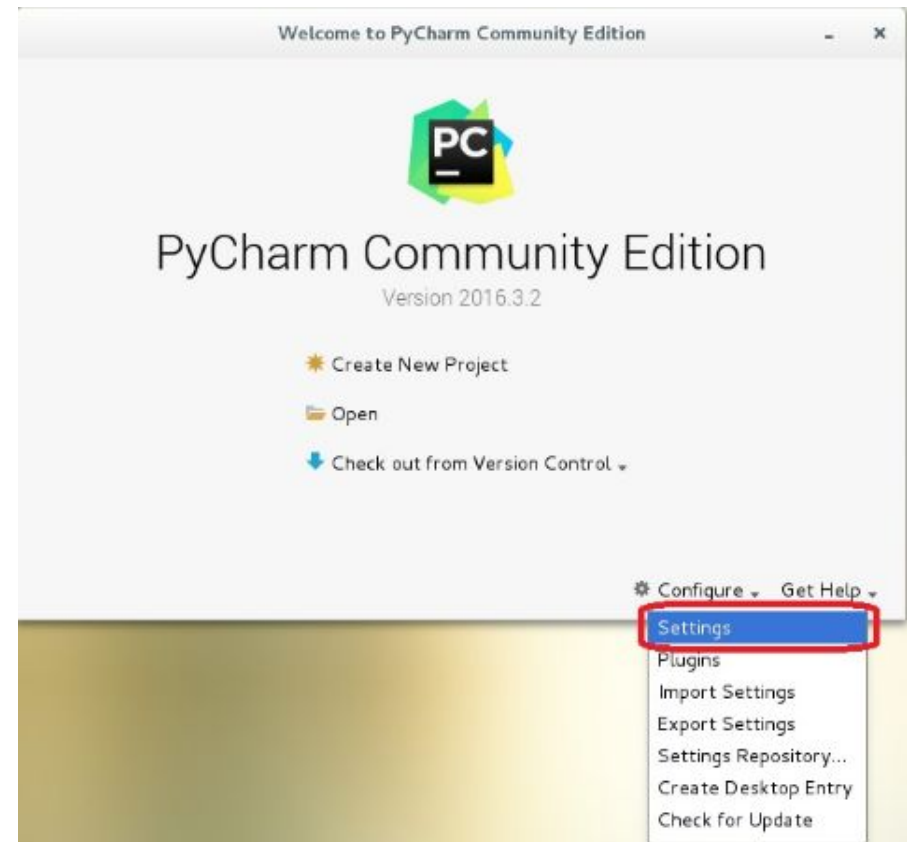 Welcome to PyCharm Community Edition
PC
PyCharm Community Edition
Version 2016.3.2
Create New Project
Open
Check out from Version Control
Configure Get Help
Settings
Plugins
Import Settings
Export Settings
Settings Repository...
Create Desktop Entry
Check for Update